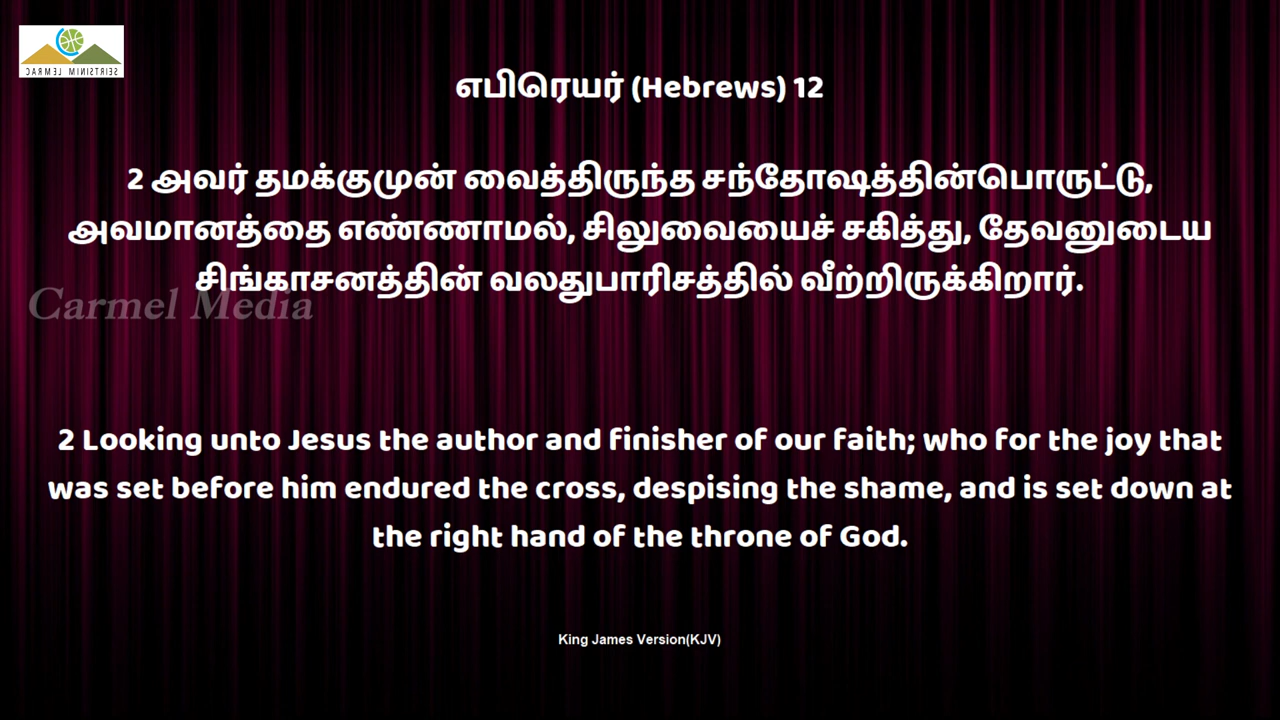 CARMEL MINISTRIES
எபிரெயர் (Hebrews) 12
2 அவர் தமக்குமுன் வைத்திருந்த சந்தோஷத்தின்பொருட்டு,
அவமானத்தை எண்ணாமல், சிலுவையைச் சகித்து, தேவனுடைய
சிங்காசனத்தின் வலதுபாரிசத்தில் வீற்றிருக்கிறார்.
Carmel Media
2 Looking unto Jesus the author and finisher of our faith; who for the joy that
was set before him endured the cross, despising the shame, and is set down at
the right hand of the throne of God.
King James Version(KJV)